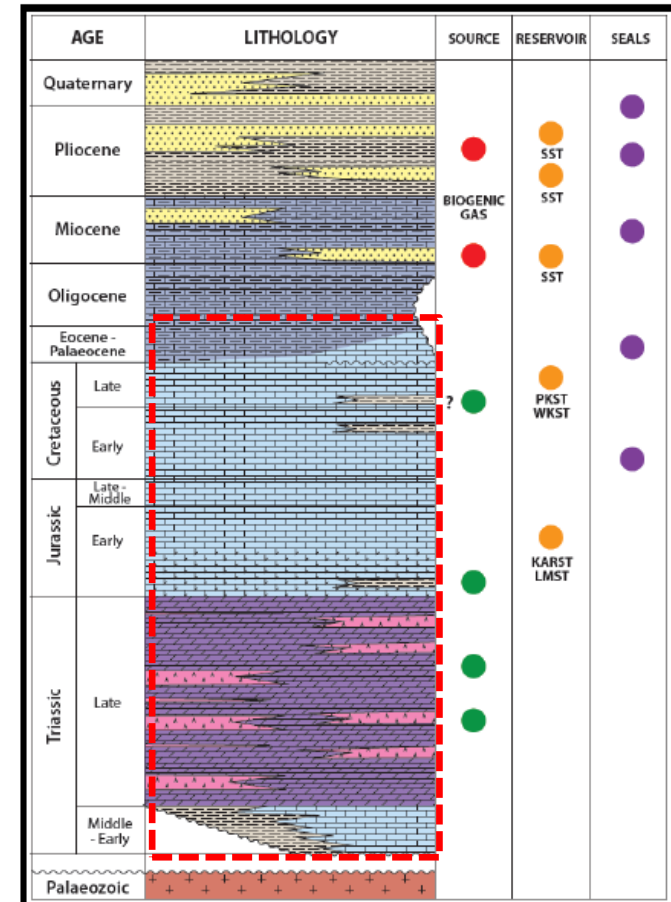 AGE LITHOLOGY SOURCE RESERVOIR SEALS
Quaternary
Pliocene
SST
SST
BIOGENIC
GAS
Miocene
SST
Oligocene
Eocene -
Palaeocene
Cretaceous
Late
?
PKST
WKST
Early
Jurassic
Late -
Middle
Early
KARST
LMST
Triassic
Late
Middle
- Early
Palaeozoic